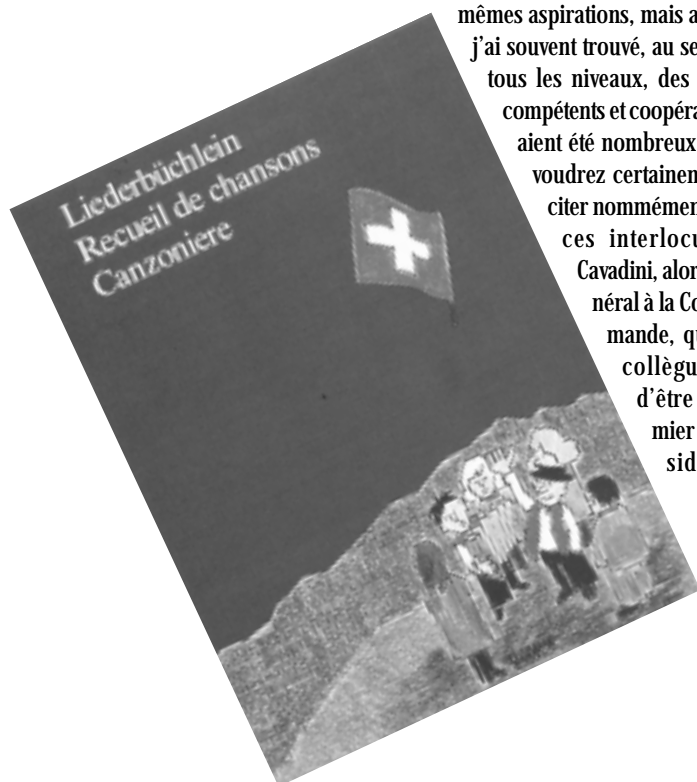 Liederbüchlein
Recueil de chansons
Canzoniere
mêmes aspirations, mais a
j'ai souvent trouvé, au se
tous les niveaux, des
compétents et coopéra
aient été nombreux
voudrez certainen
citer nommémen
ces interlocu
Cavadini, alor
néral à la Co
mande, qu
collègu
d'être
mier
sid